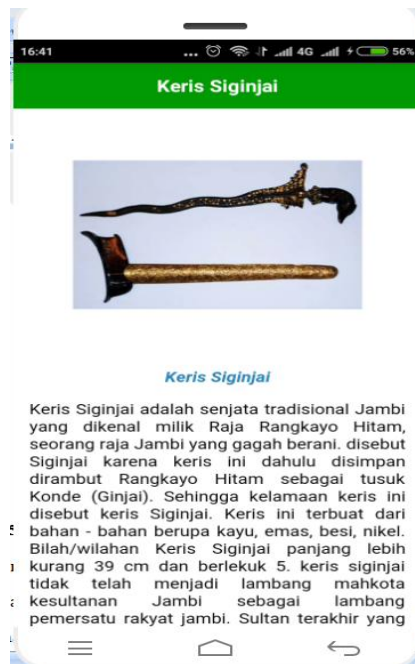 16:41 ... 4G 56%
Keris Siginjai
Keris Siginjai
Keris Siginjai adalah senjata tradisional Jambi
yang dikenal milik Raja Rangkayo Hitam,
seorang raja Jambi yang gagah berani. disebut
Siginjai karena keris ini dahulu disimpan
dirambut Rangkayo Hitam sebagai tusuk
Konde (Ginjai). Sehingga kelamaan keris ini
disebut keris Siginjai. Keris ini terbuat dari
bahan - bahan berupa kayu, emas, besi, nikel.
Bilah/wilahan Keris Siginjai panjang lebih
kurang 39 cm dan berlekuk 5. keris siginjai
tidak telah menjadi lambang mahkota
kesultanan Jambi sebagai lambang
pemersatu rakyat jambi. Sultan terakhir yang